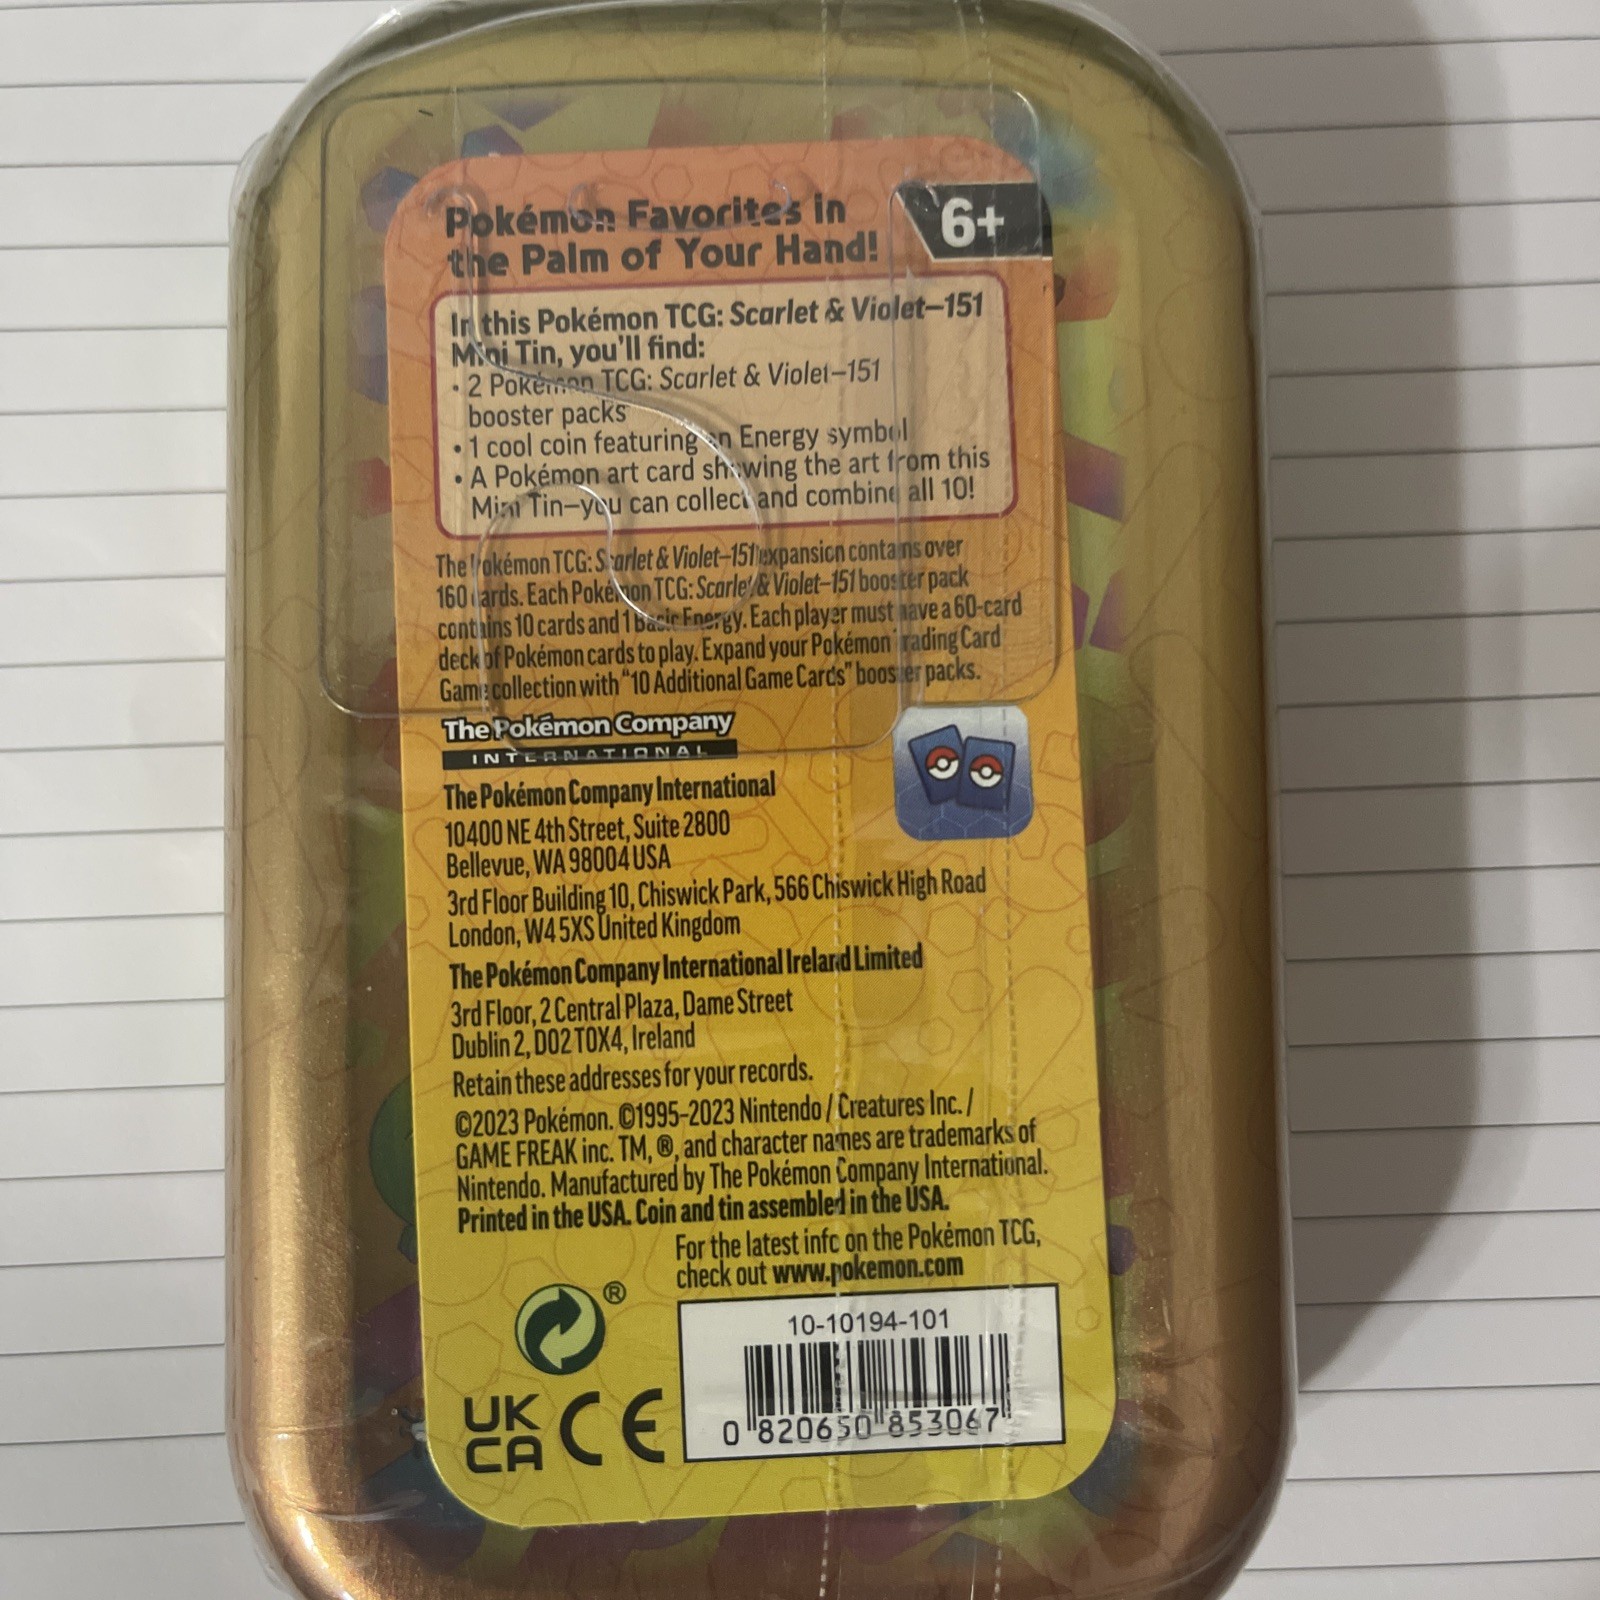 Pokémon Favorites in
the Palm of Your Hand!
6+
In this Pokémon TCG: Scarlet & Violet–151
Mini Tin, you'll find:
• 2 Pokémon TCG: Scarlet & Violet–151
booster packs
• 1 cool coin featuring an Energy symbol
• A Pokémon art card showing the art from this
Mini Tin–you can collect and combine all 10!
The Pokémon TCG: Scarlet & Violet–151 expansion contains over
160 cards. Each Pokémon TCG: Scarlet & Violet–151 booster pack
contains 10 cards and 1 Basic Energy. Each player must have a 60-card
deck of Pokémon cards to play. Expand your Pokémon Trading Card
Game collection with "10 Additional Game Cards" booster packs.
The Pokémon Company
INTERNATIONAL
The Pokémon Company International
10400 NE 4th Street, Suite 2800
Bellevue, WA 98004 USA
3rd Floor Building 10, Chiswick Park, 566 Chiswick High Road
London, W4 5XS United Kingdom
The Pokémon Company International Ireland Limited
3rd Floor, 2 Central Plaza, Dame Street
Dublin 2, D02 T0X4, Ireland
Retain these addresses for your records.
©2023 Pokémon. ©1995–2023 Nintendo / Creatures Inc. /
GAME FREAK inc. TM, ®, and character names are trademarks of
Nintendo. Manufactured by The Pokémon Company International.
Printed in the USA. Coin and tin assembled in the USA.
For the latest info on the Pokémon TCG,
check out www.pokemon.com
®
UK
CA
CE
10-10194-101
0 820650 853067